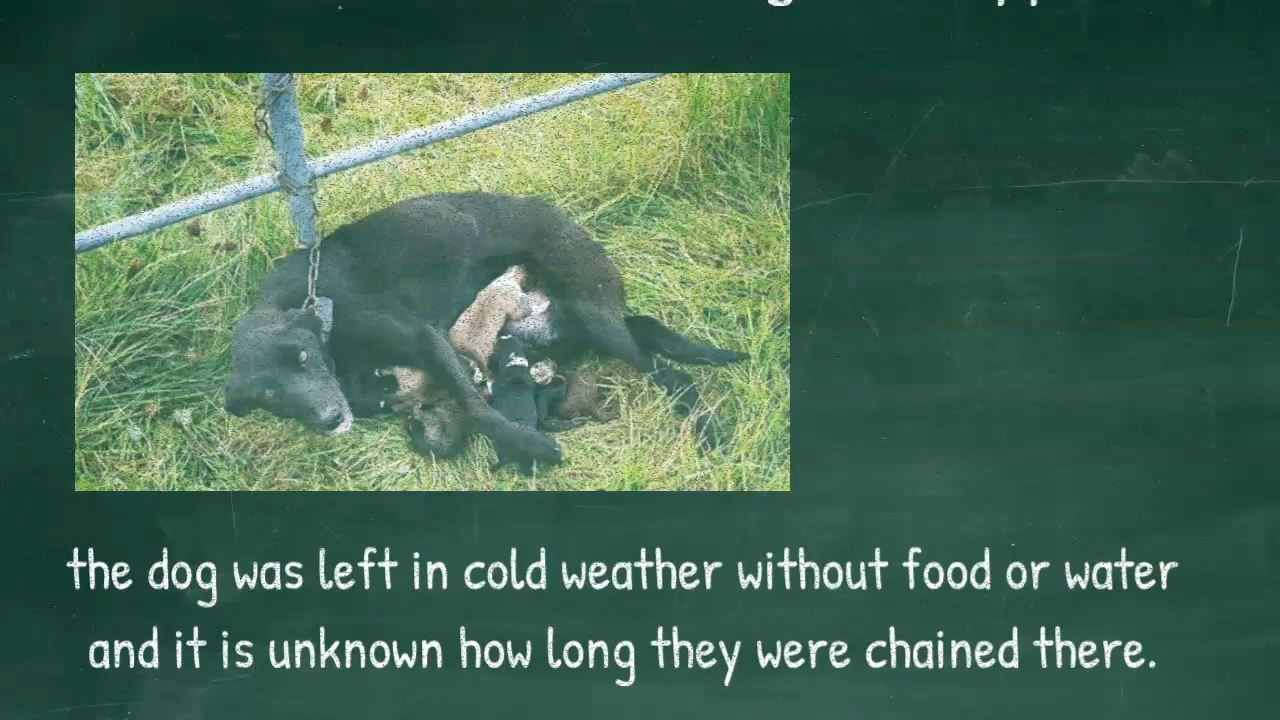 the dog was left in cold weather without food or water
and it is unknown how long they were chained there.